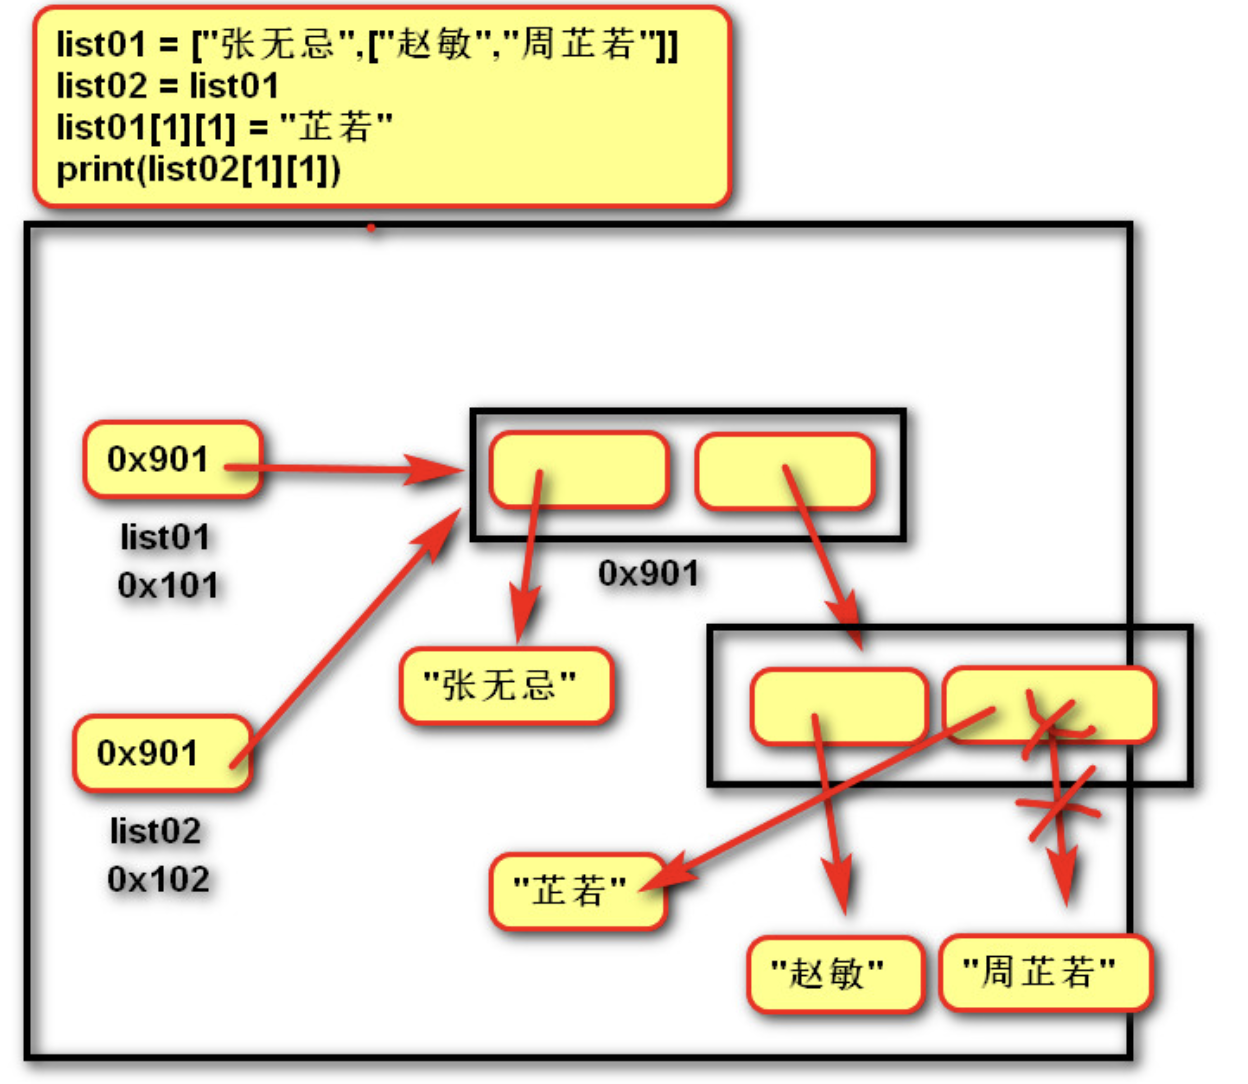 list01 = ["张无忌",["赵敏","周芷若"]]
list02 = list01
list01[1][1] = "芷若"
print(list02[1][1])
0x901
list01
0x101
0x901
"张无忌"
0x901
list02
0x102
"芷若"
"赵敏"
"周芷若"